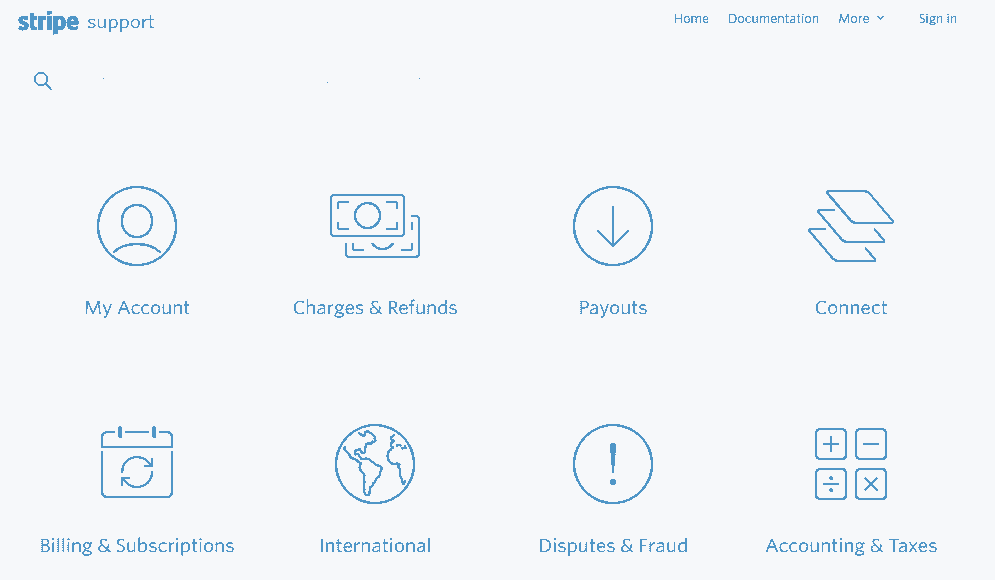 stripe support
Home Documentation More Sign in
My Account
Charges & Refunds
Payouts
Connect
Billing & Subscriptions
International
Disputes & Fraud
Accounting & Taxes